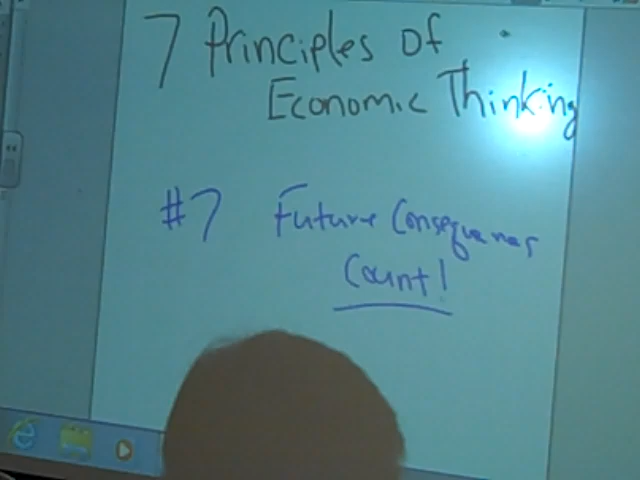 7 Principles of
Economic Thinking
#7 Future Consequences
Count!